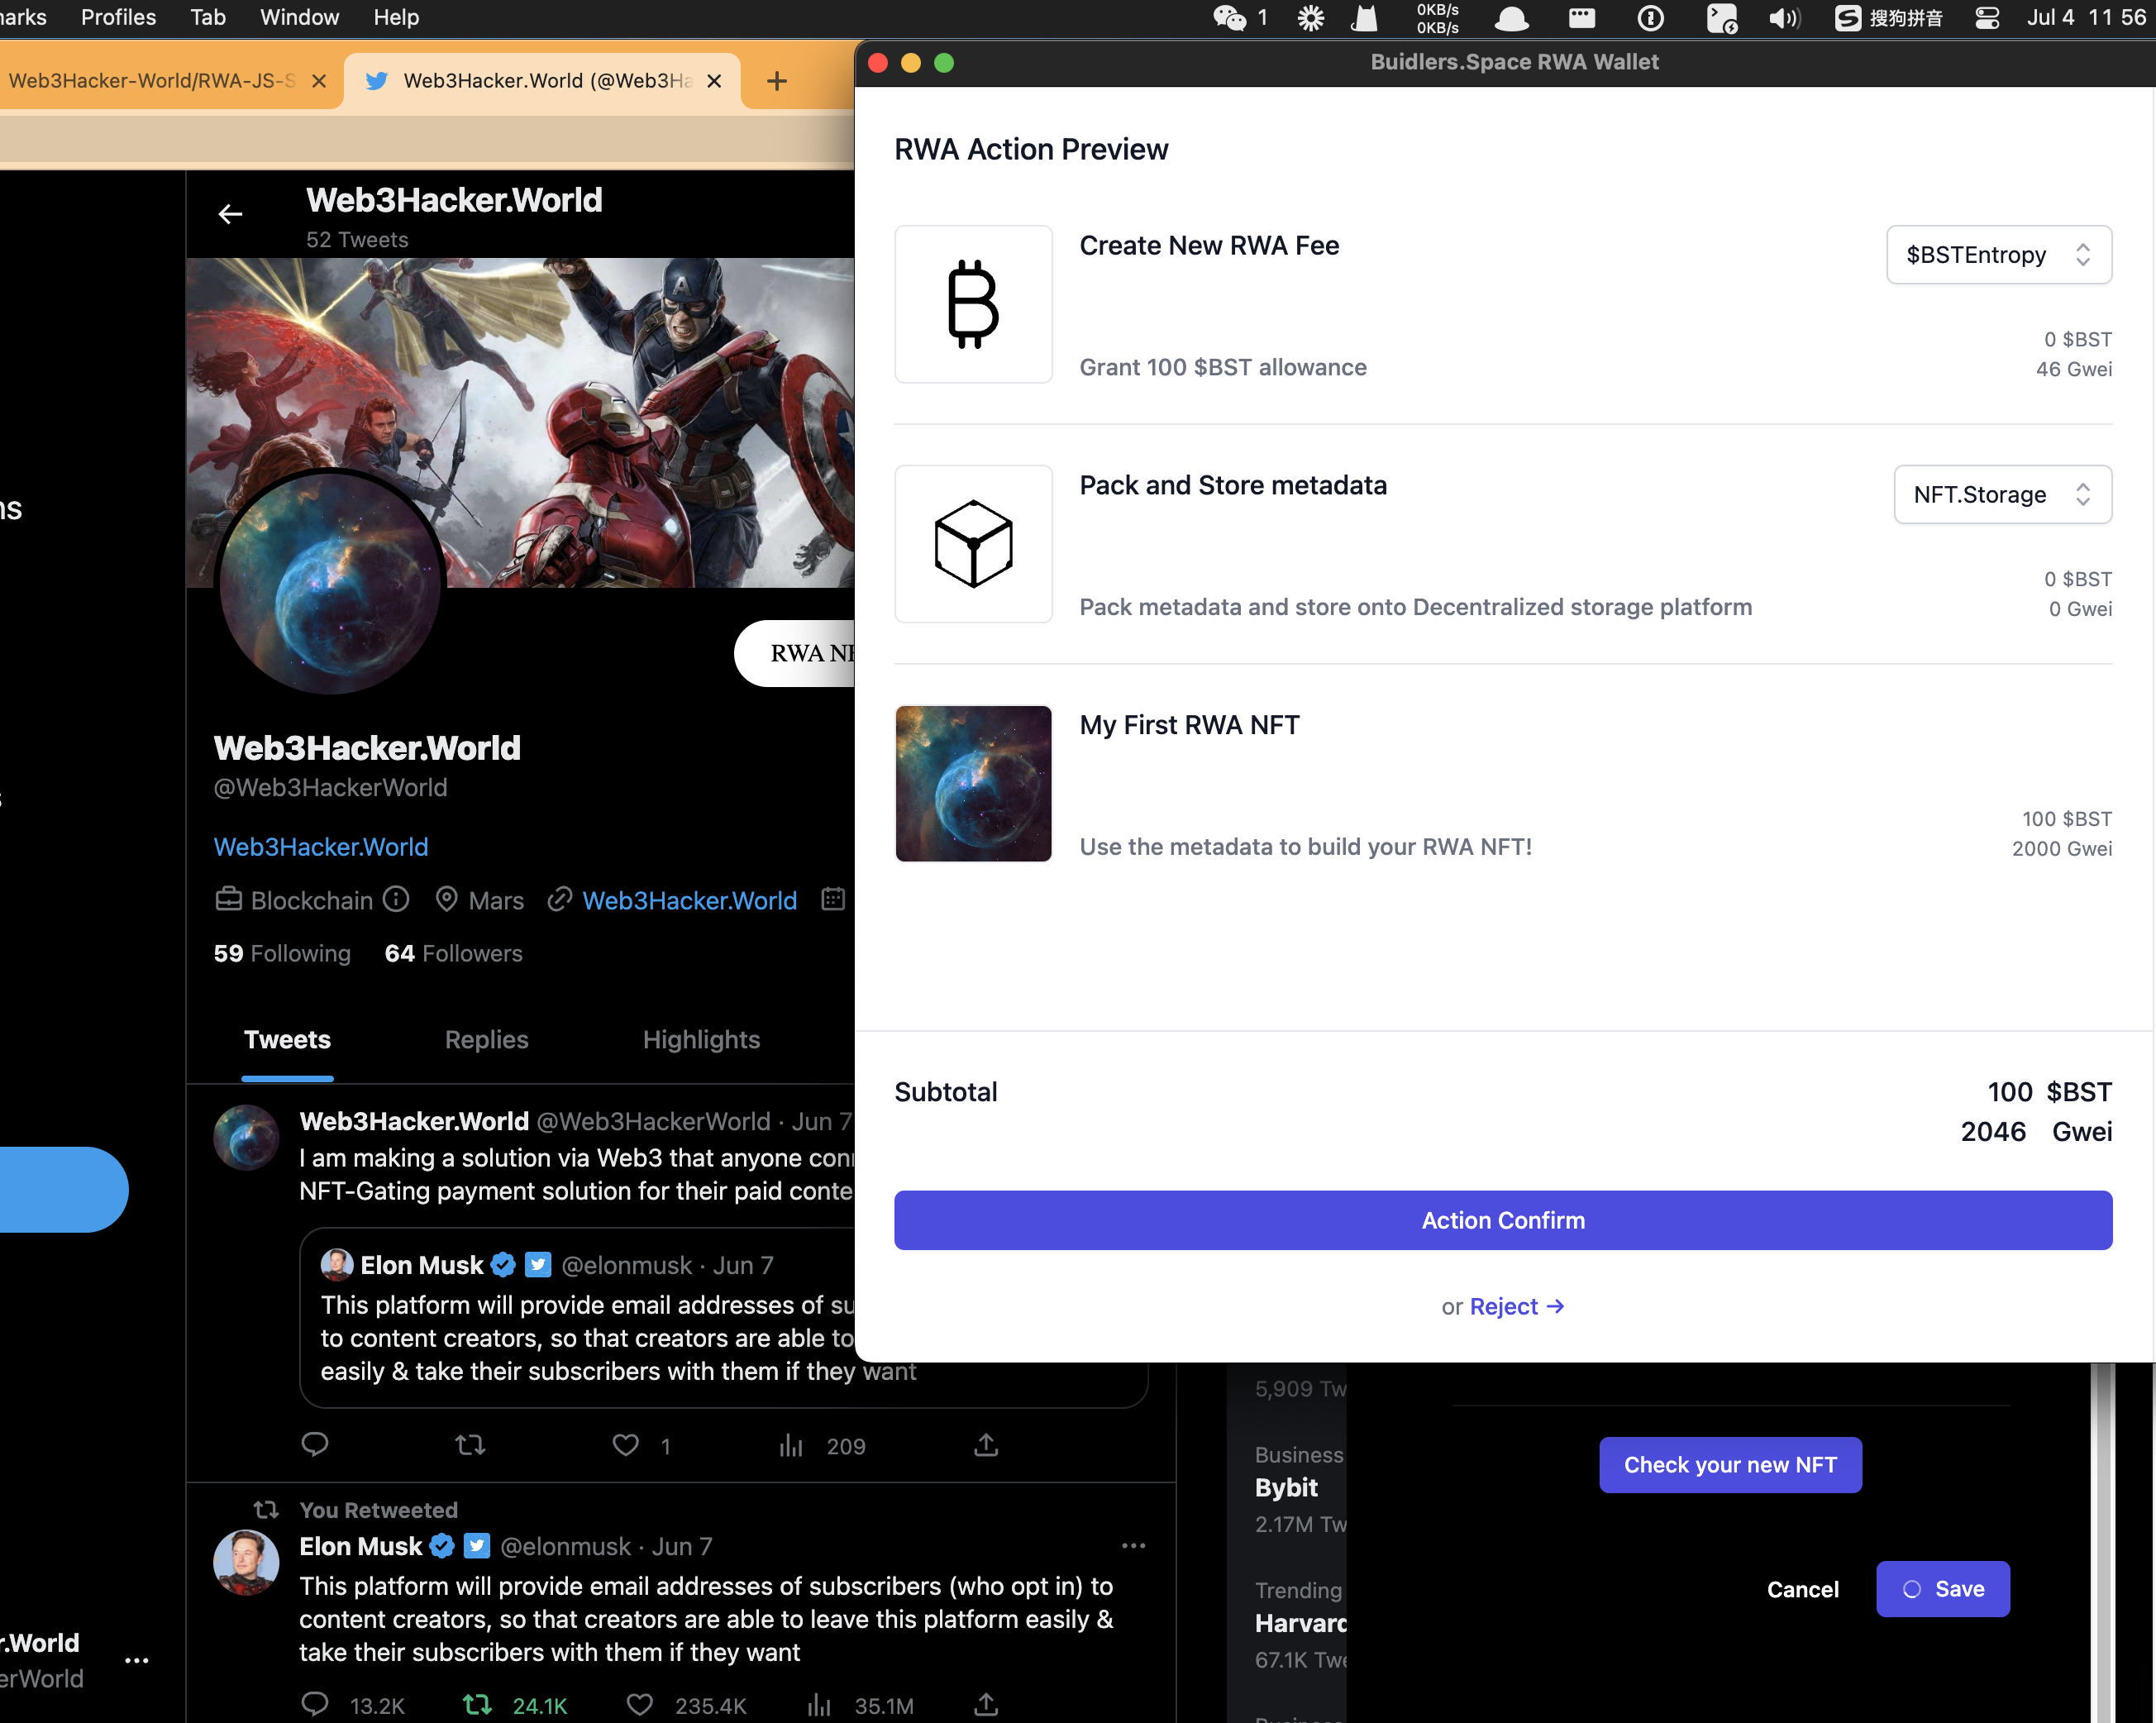 Profiles Tab Window Help
1
0KB/s
0KB/s
搜狗拼音
Jul 4 11 56
Web3Hacker-World/RWA-JS-S
Web3Hacker.World (@Web3Ha
Web3Hacker.World
52 Tweets
RWA
Web3Hacker.World
@Web3HackerWorld
Web3Hacker.World
Blockchain Mars Web3Hacker.World
59 Following 64 Followers
Tweets Replies Highlights
Web3Hacker.World @Web3HackerWorld · Jun 7
I am making a solution via Web3 that anyone
NFT-Gating payment solution for their paid
Elon Musk @elonmusk · Jun 7
This platform will provide email addresses of
to content creators, so that creators are able to
easily & take their subscribers with them if they want
1 209
You Retweeted
Elon Musk @elonmusk · Jun 7
This platform will provide email addresses of subscribers (who opt in) to
content creators, so that creators are able to leave this platform easily &
take their subscribers with them if they want
13.2K 24.1K 235.4K 35.1M
.World
erWorld
Buidlers.Space RWA Wallet
RWA Action Preview
Create New RWA Fee
$BSTEntropy
Grant 100 $BST allowance
0 $BST
46 Gwei
Pack and Store metadata
NFT.Storage
Pack metadata and store onto Decentralized storage platform
0 $BST
0 Gwei
My First RWA NFT
Use the metadata to build your RWA NFT!
100 $BST
2000 Gwei
Subtotal
100 $BST
2046 Gwei
Action Confirm
or Reject →
5,909 Tw
Business
Bybit
2.17M Tw
Trending
Harvard
67.1K Twe
Check your new NFT
Cancel
Save